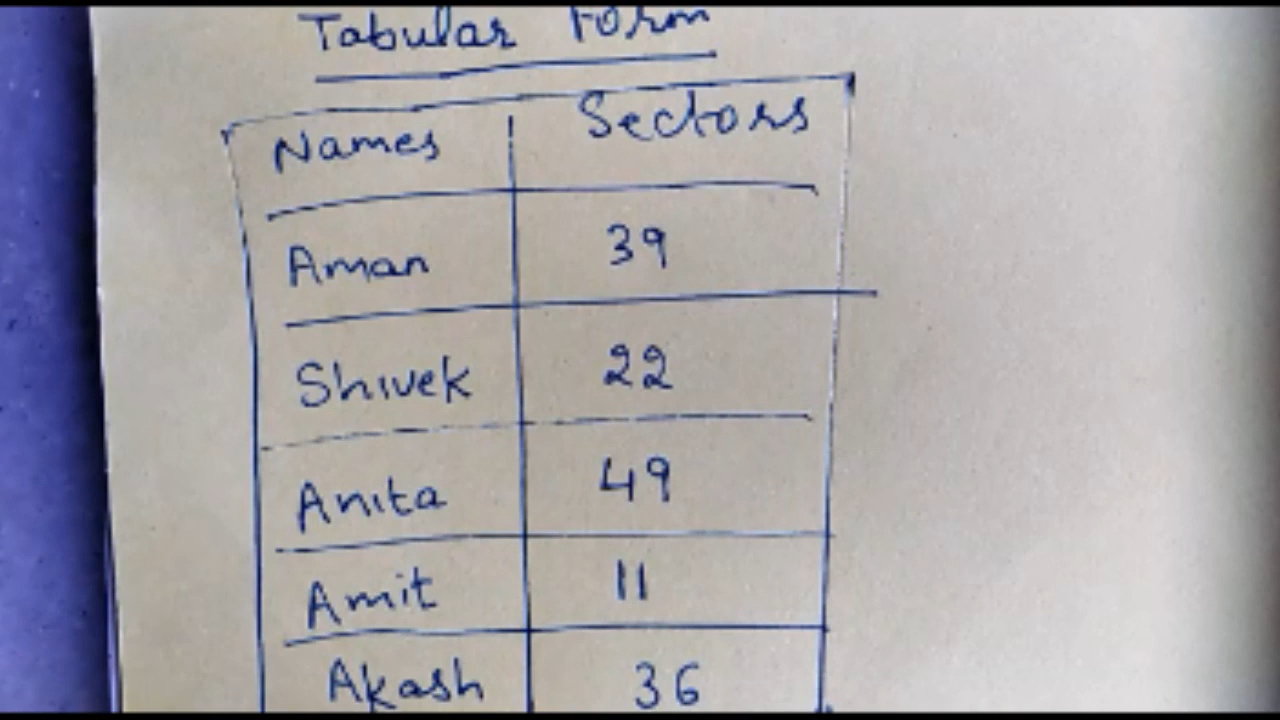 Tabular Form
Names Sectors
Aman 39
Shivek 22
Anita 49
Amit 11
Akash 36